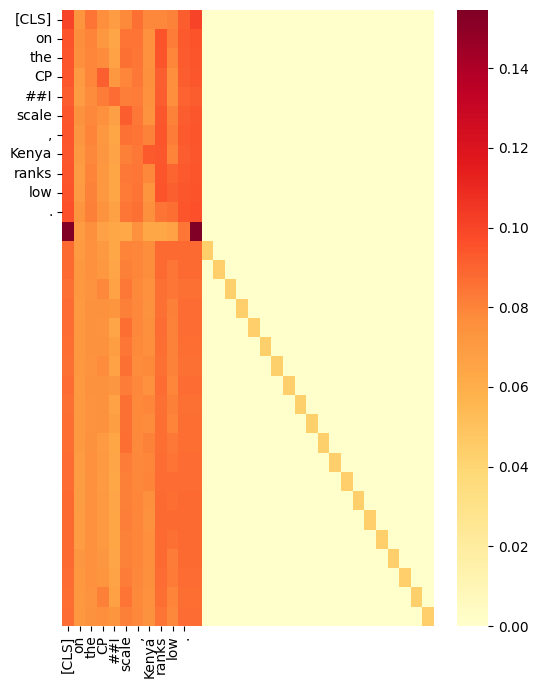 [CLS]
on
the
CP
##I
scale
,
Kenya
ranks
low
.
0.14
0.12
0.10
0.08
0.06
0.04
0.02
0.00
[CLS]
on
the
CP
##I
scale
,
Kenya
ranks
low
.